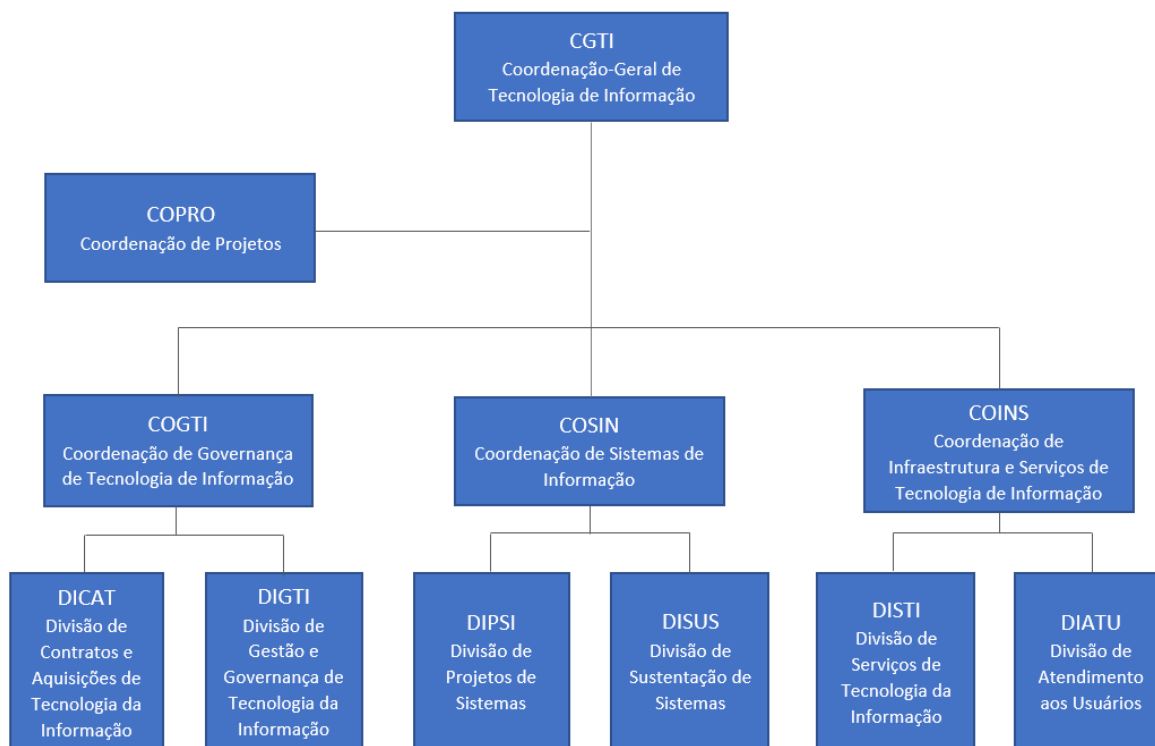 CGTI
Coordenação-Geral de
Tecnologia de Informação
COPRO
Coordenação de Projetos
COGTI
Coordenação de Governança
de Tecnologia de Informação
COSIN
Coordenação de Sistemas de
Informação
COINS
Coordenação de
Infraestrutura e Serviços de
Tecnologia de Informação
DICAT
Divisão de
Contratos e
Aquisições de
Tecnologia da
Informação
DIGTI
Divisão de
Gestão e
Governança de
Tecnologia da
Informação
DIPSI
Divisão de
Projetos de
Sistemas
DISUS
Divisão de
Sustentação de
Sistemas
DISTI
Divisão de
Serviços de
Tecnologia da
Informação
DIATU
Divisão de
Atendimento
aos Usuários